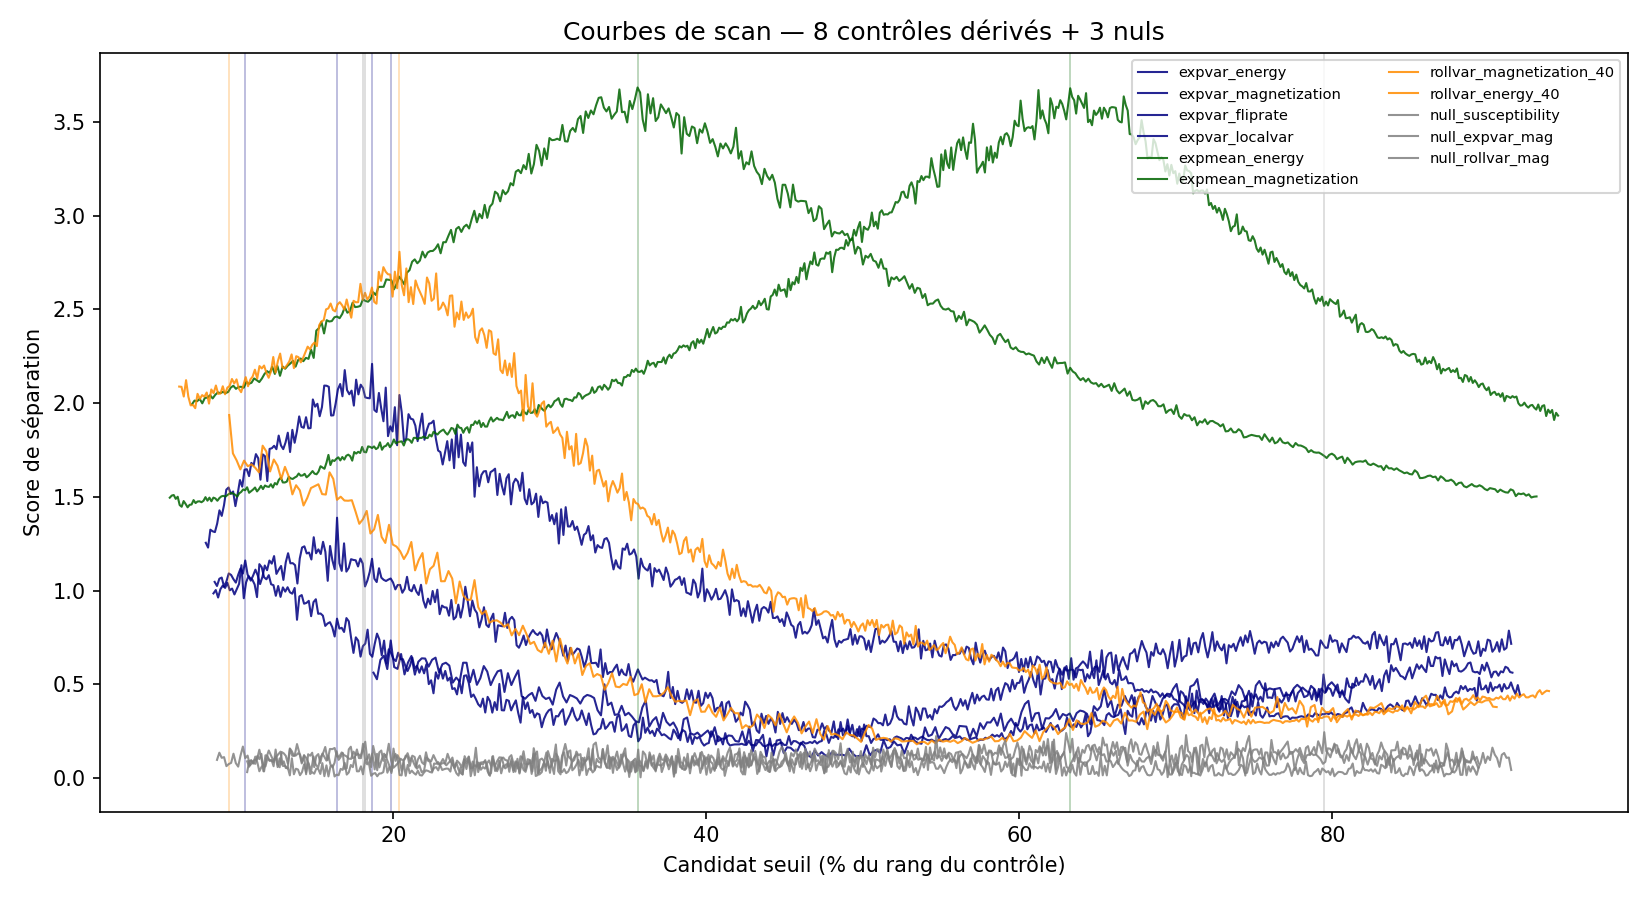 Courbes de scan — 8 contrôles dérivés + 3 nuls
Score de séparation
3.5
3.0
2.5
2.0
1.5
1.0
0.5
0.0
expvar_energy
expvar_magnetization
expvar_fliprate
expvar_localvar
expmean_energy
expmean_magnetization
rollvar_magnetization_40
rollvar_energy_40
null_susceptibility
null_expvar_mag
null_rollvar_mag
20
40
60
80
Candidat seuil (% du rang du contrôle)